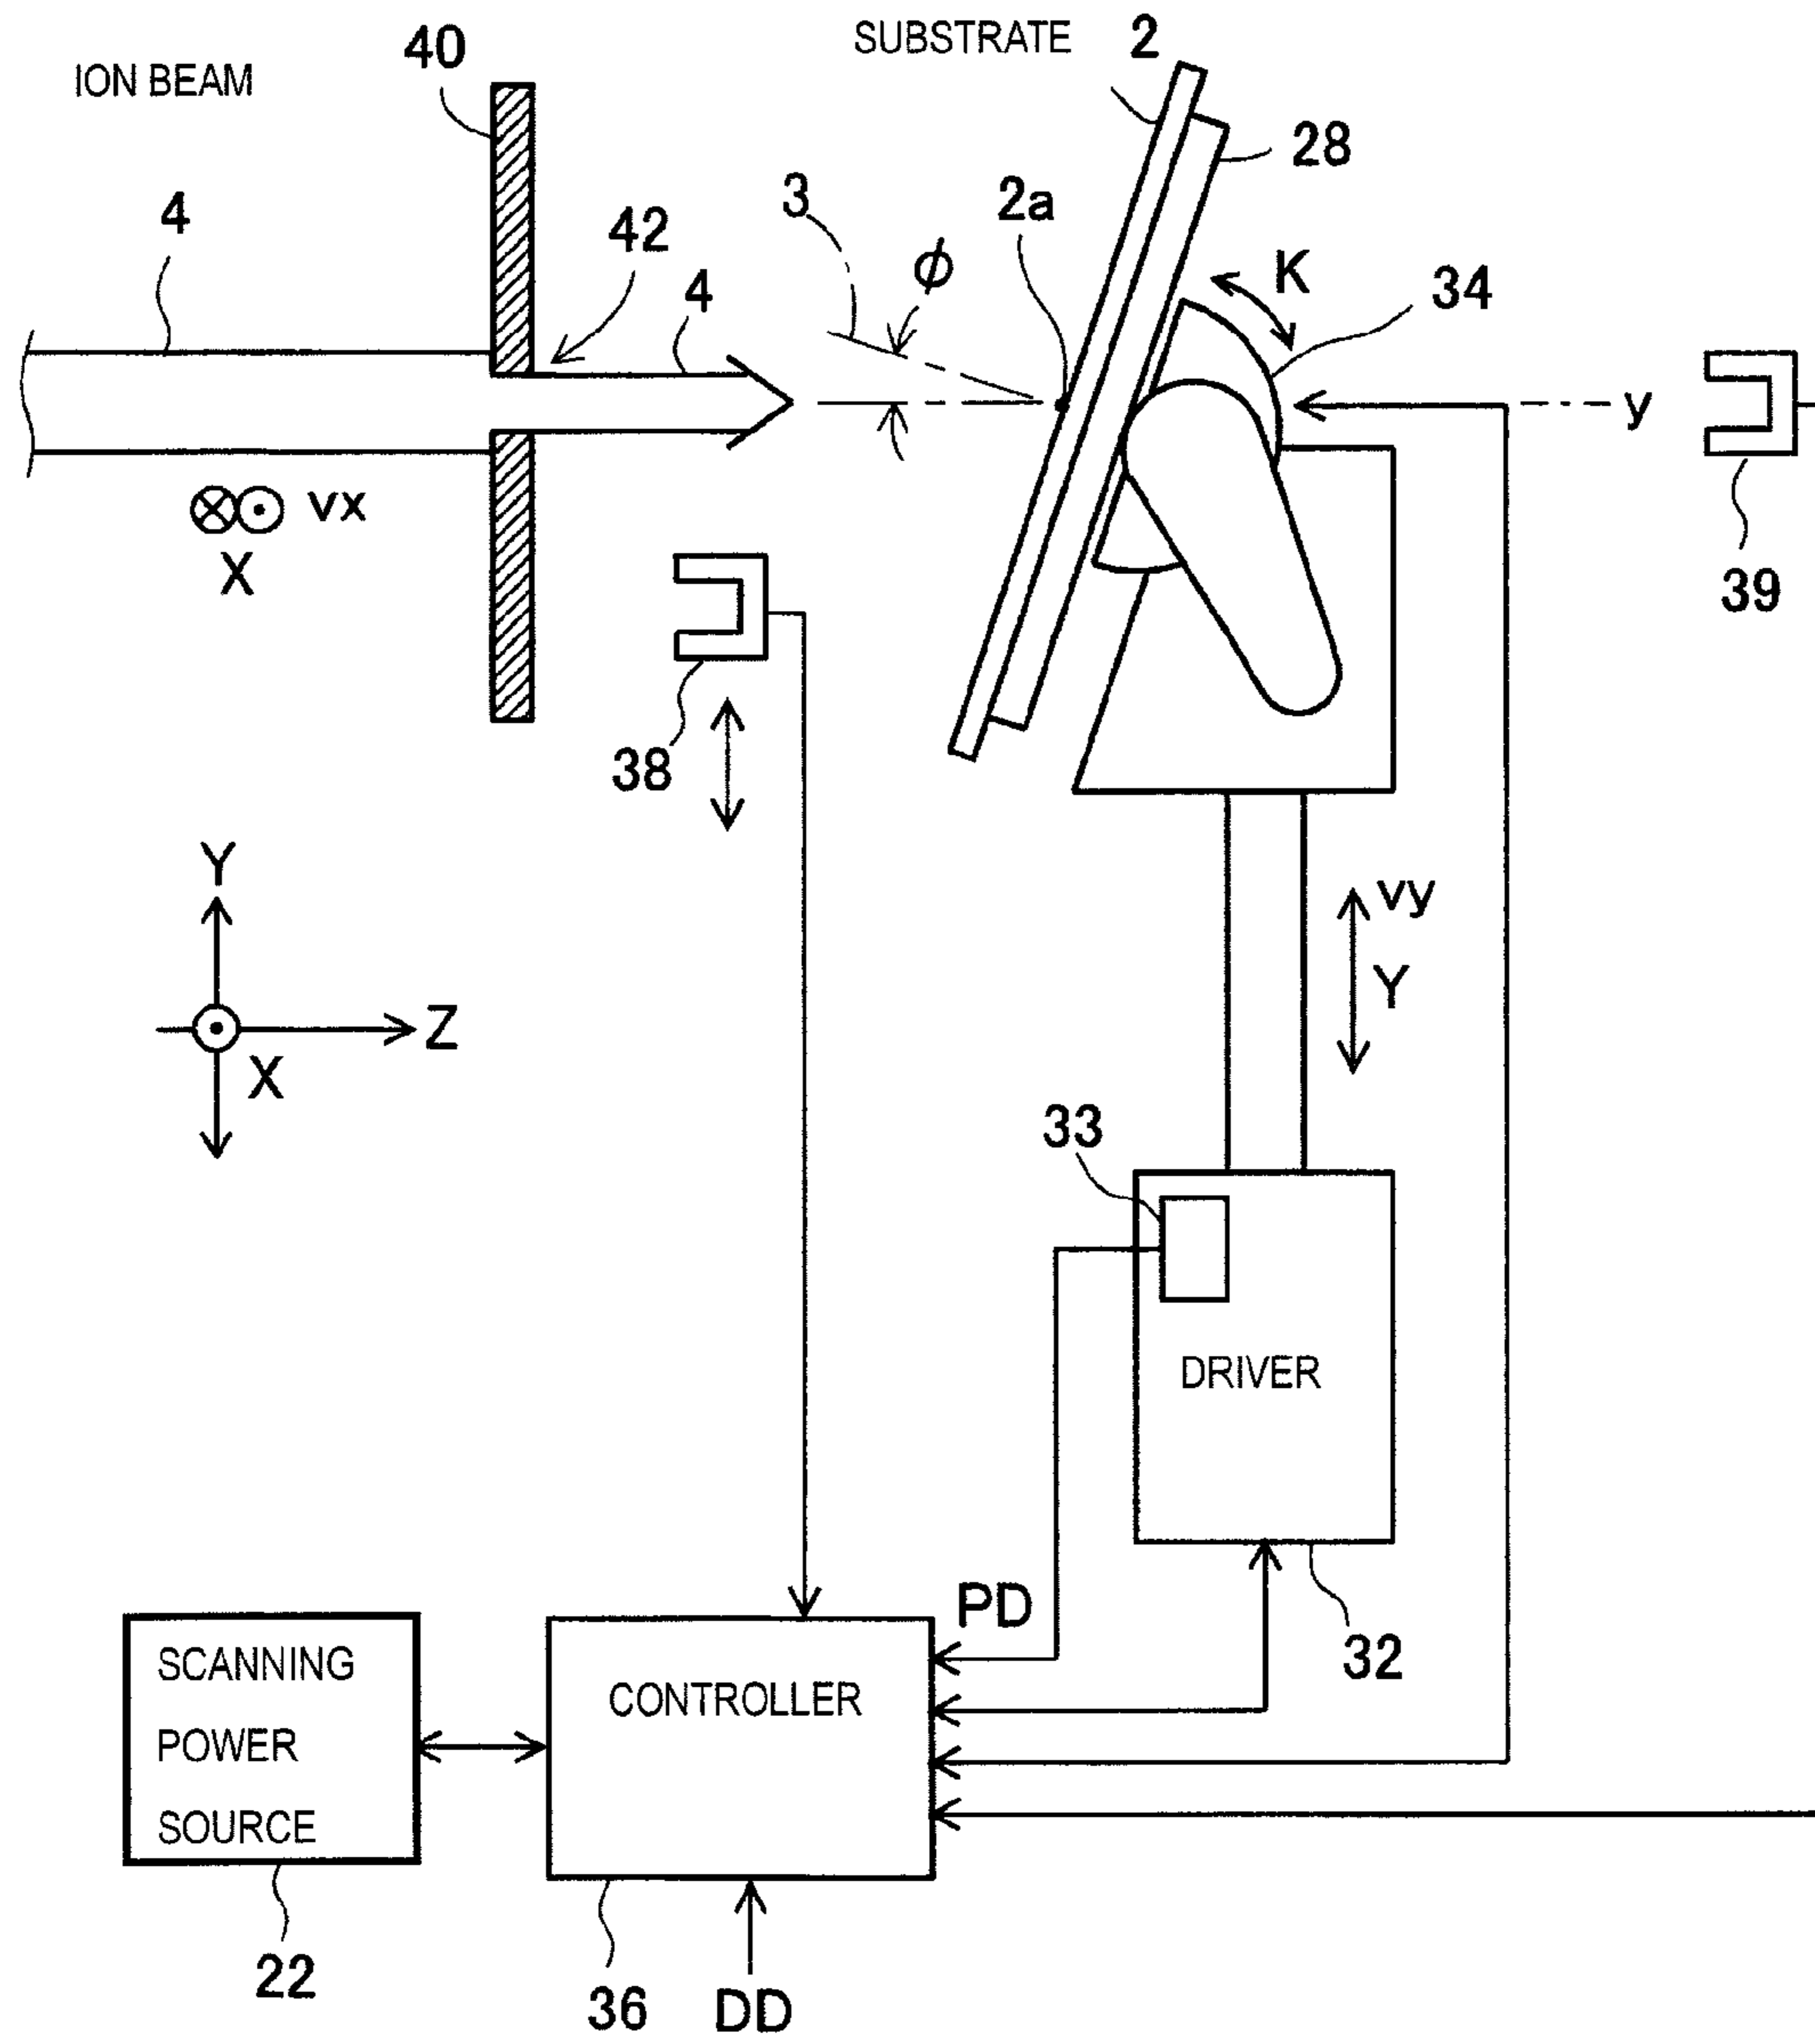 SUBSTRATE 2
40
ION BEAM
28
3
2a
4
42
ϕ
K
34
4
y
vx
X
39
38
Y
vy
Z
Y
X
33
DRIVER
PD
32
SCANNING
POWER
SOURCE
CONTROLLER
22
36
DD